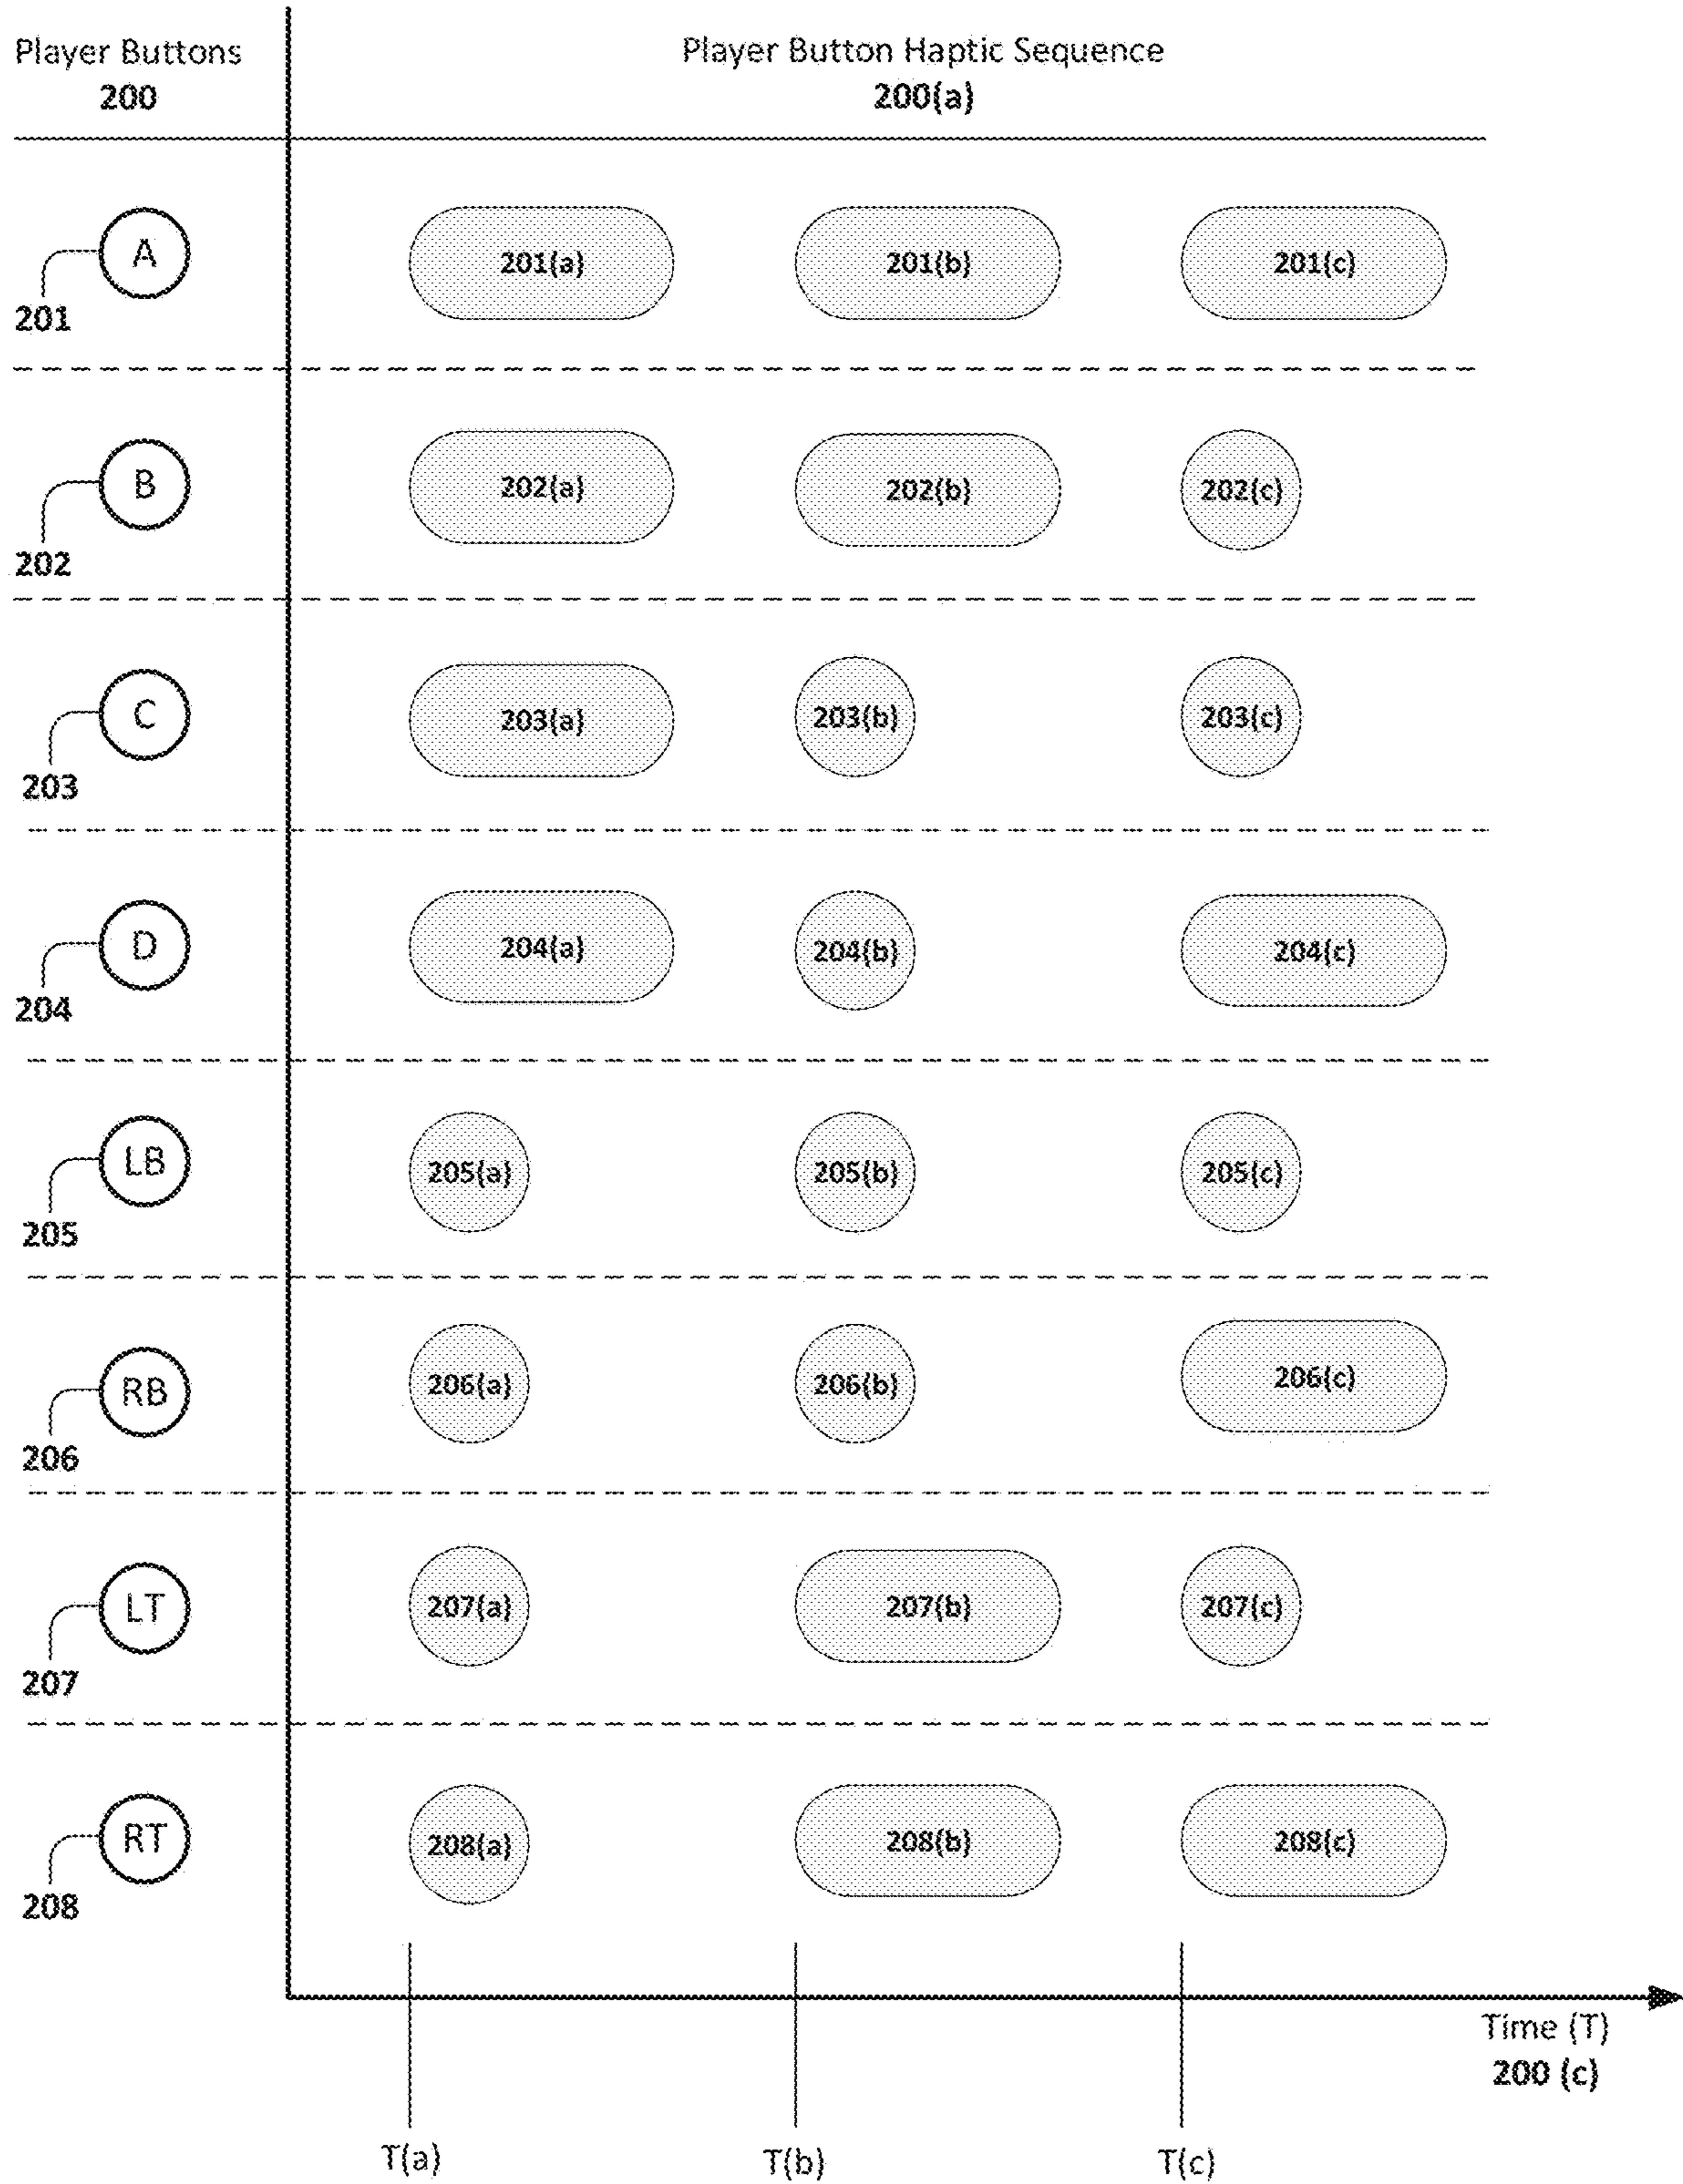 Player Buttons
200
Player Button Haptic Sequence
200(a)
A
201
201(a)
201(b)
201(c)
B
202
202(a)
202(b)
202(c)
C
203
203(a)
203(b)
203(c)
D
204
204(a)
204(b)
204(c)
LB
205
205(a)
205(b)
205(c)
RB
206
206(a)
206(b)
206(c)
LT
207
207(a)
207(b)
207(c)
RT
208
208(a)
208(b)
208(c)
Time (T)
200 (c)
T(a)
T(b)
T(c)